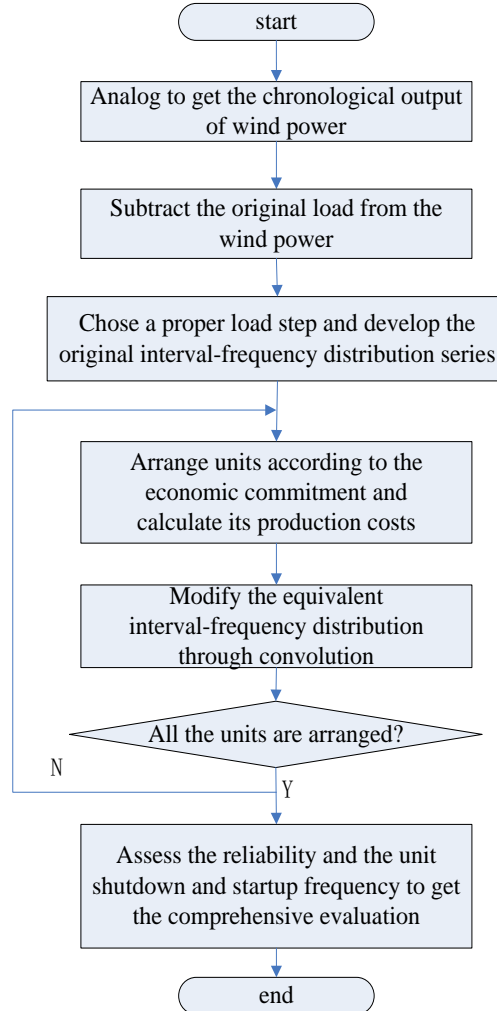 start
Analog to get the chronological output
of wind power
Subtract the original load from the
wind power
Chose a proper load step and develop the
original interval-frequency distribution series
Arrange units according to the
economic commitment and
calculate its production costs
Modify the equivalent
interval-frequency distribution
through convolution
All the units are arranged?
N
Y
Assess the reliability and the unit
shutdown and startup frequency to get
the comprehensive evaluation
end